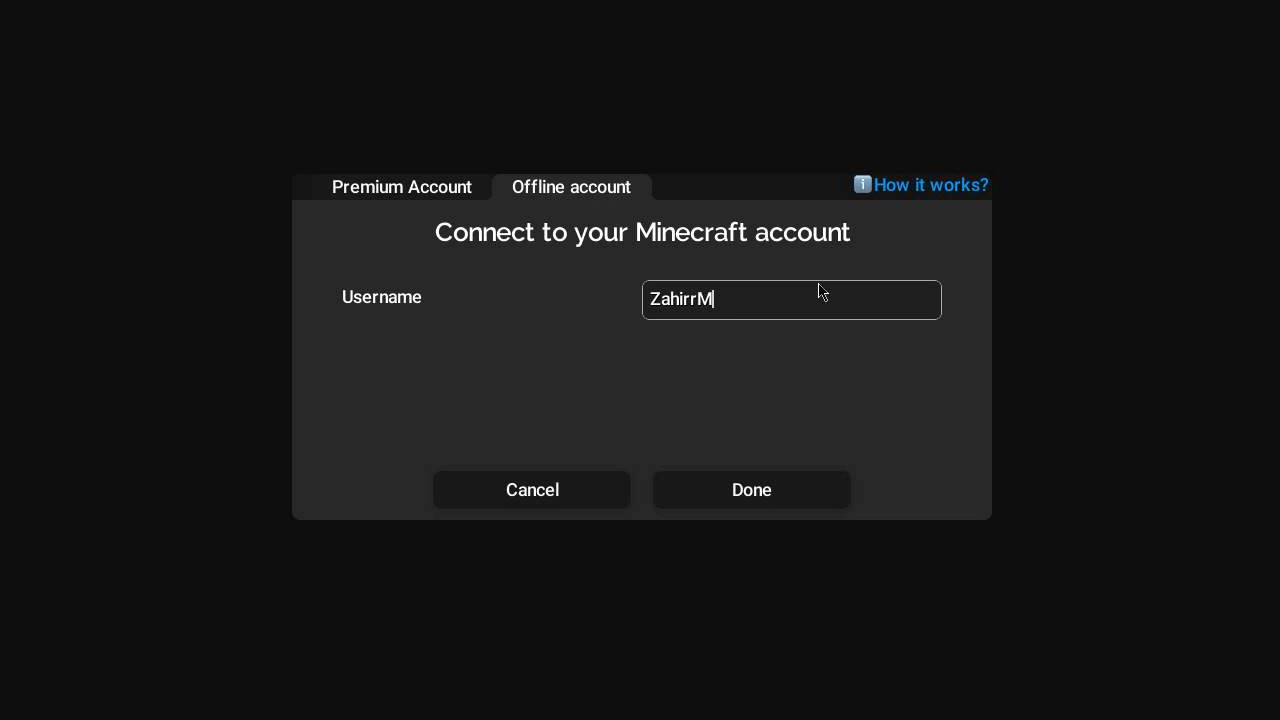 Premium Account
Offline account
ℹ️How it works?
Connect to your Minecraft account
Username
ZahirrM
Cancel
Done